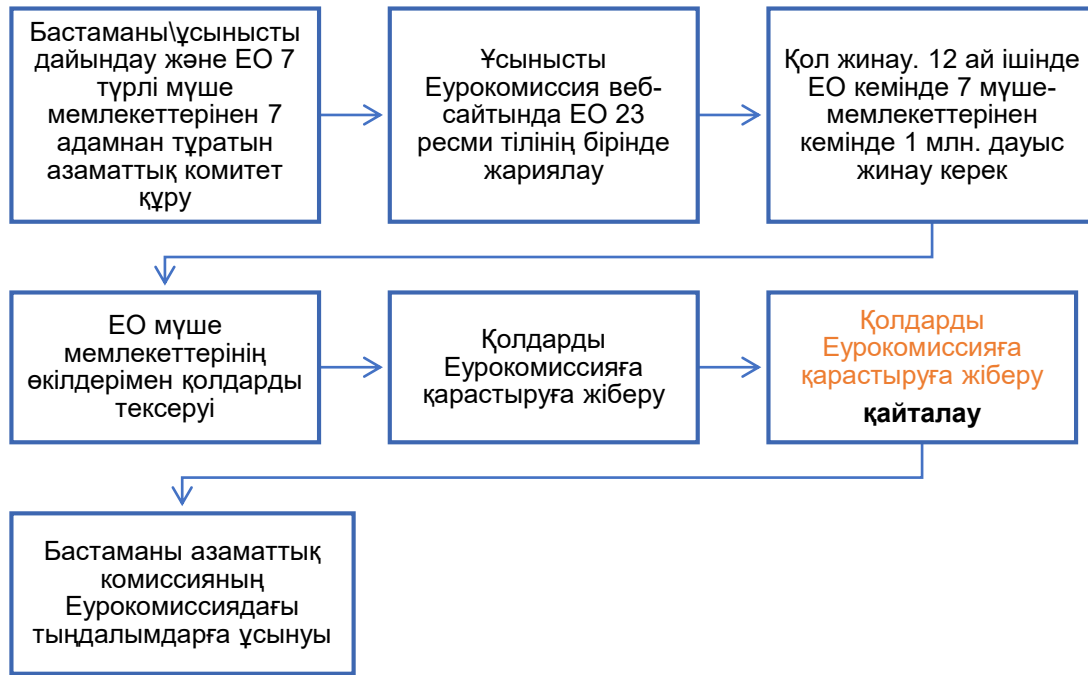 Бастаманы\ұсынысты
дайындау және ЕО 7
түрлі мүше
мемлекеттерінен 7
адамнан тұратын
азаматтық комитет
құру
Ұсынысты
Еурокомиссия веб-
сайтында ЕО 23
ресми тілінің бірінде
жариялау
Қол жинау. 12 ай ішінде
ЕО кемінде 7 мүше-
мемлекеттерінен
кемінде 1 млн. дауыс
жинау керек
ЕО мүше
мемлекеттерінің
өкілдерімен қолдарды
тексеруі
Қолдарды
Еурокомиссияға
қарастыруға жіберу
Қолдарды
Еурокомиссияға
қарастыруға жіберу
қайталау
Бастаманы азаматтық
комиссияның
Еурокомиссиядағы
тыңдалымдарға ұсынуы